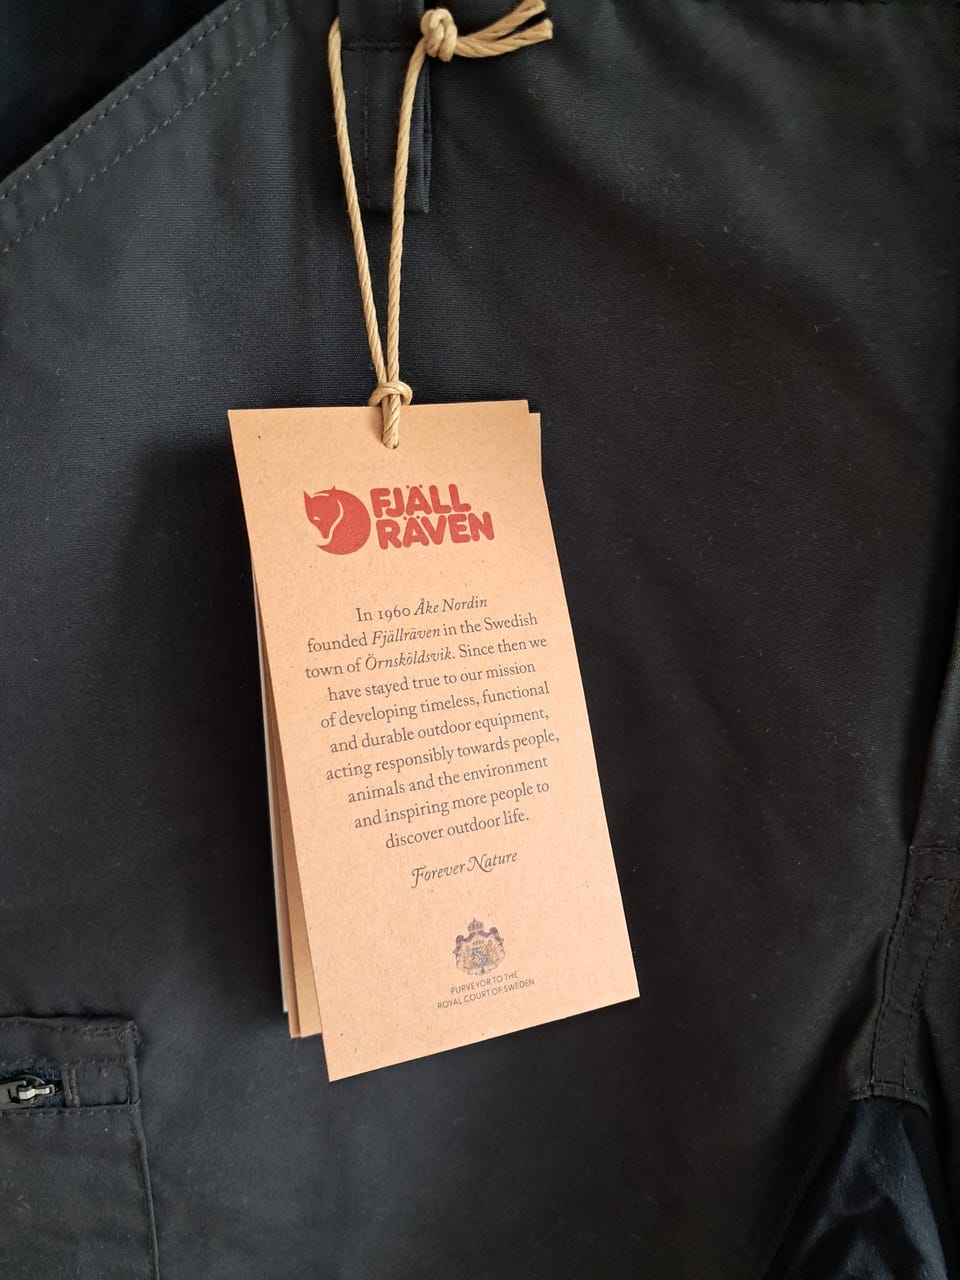 FJÄLL
RÄVEN
In 1960 Åke Nordin
founded Fjällräven in the Swedish
town of Örnsköldsvik. Since then we
have stayed true to our mission
of developing timeless, functional
and durable outdoor equipment,
acting responsibly towards people,
animals and the environment
and inspiring more people to
discover outdoor life.
Forever Nature
PURVEYOR TO THE
ROYAL COURT OF SWEDEN